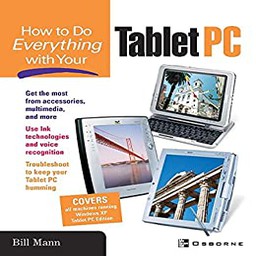 How to Do
Everything
with Your
Tablet PC
Get the most
from accessories,
multimedia,
and more
Use Ink
technologies
and voice
recognition
Troubleshoot
to keep your
Tablet PC
humming
COVERS
all machines running
Windows XP
Tablet PC Edition
Bill Mann
OSBORNE